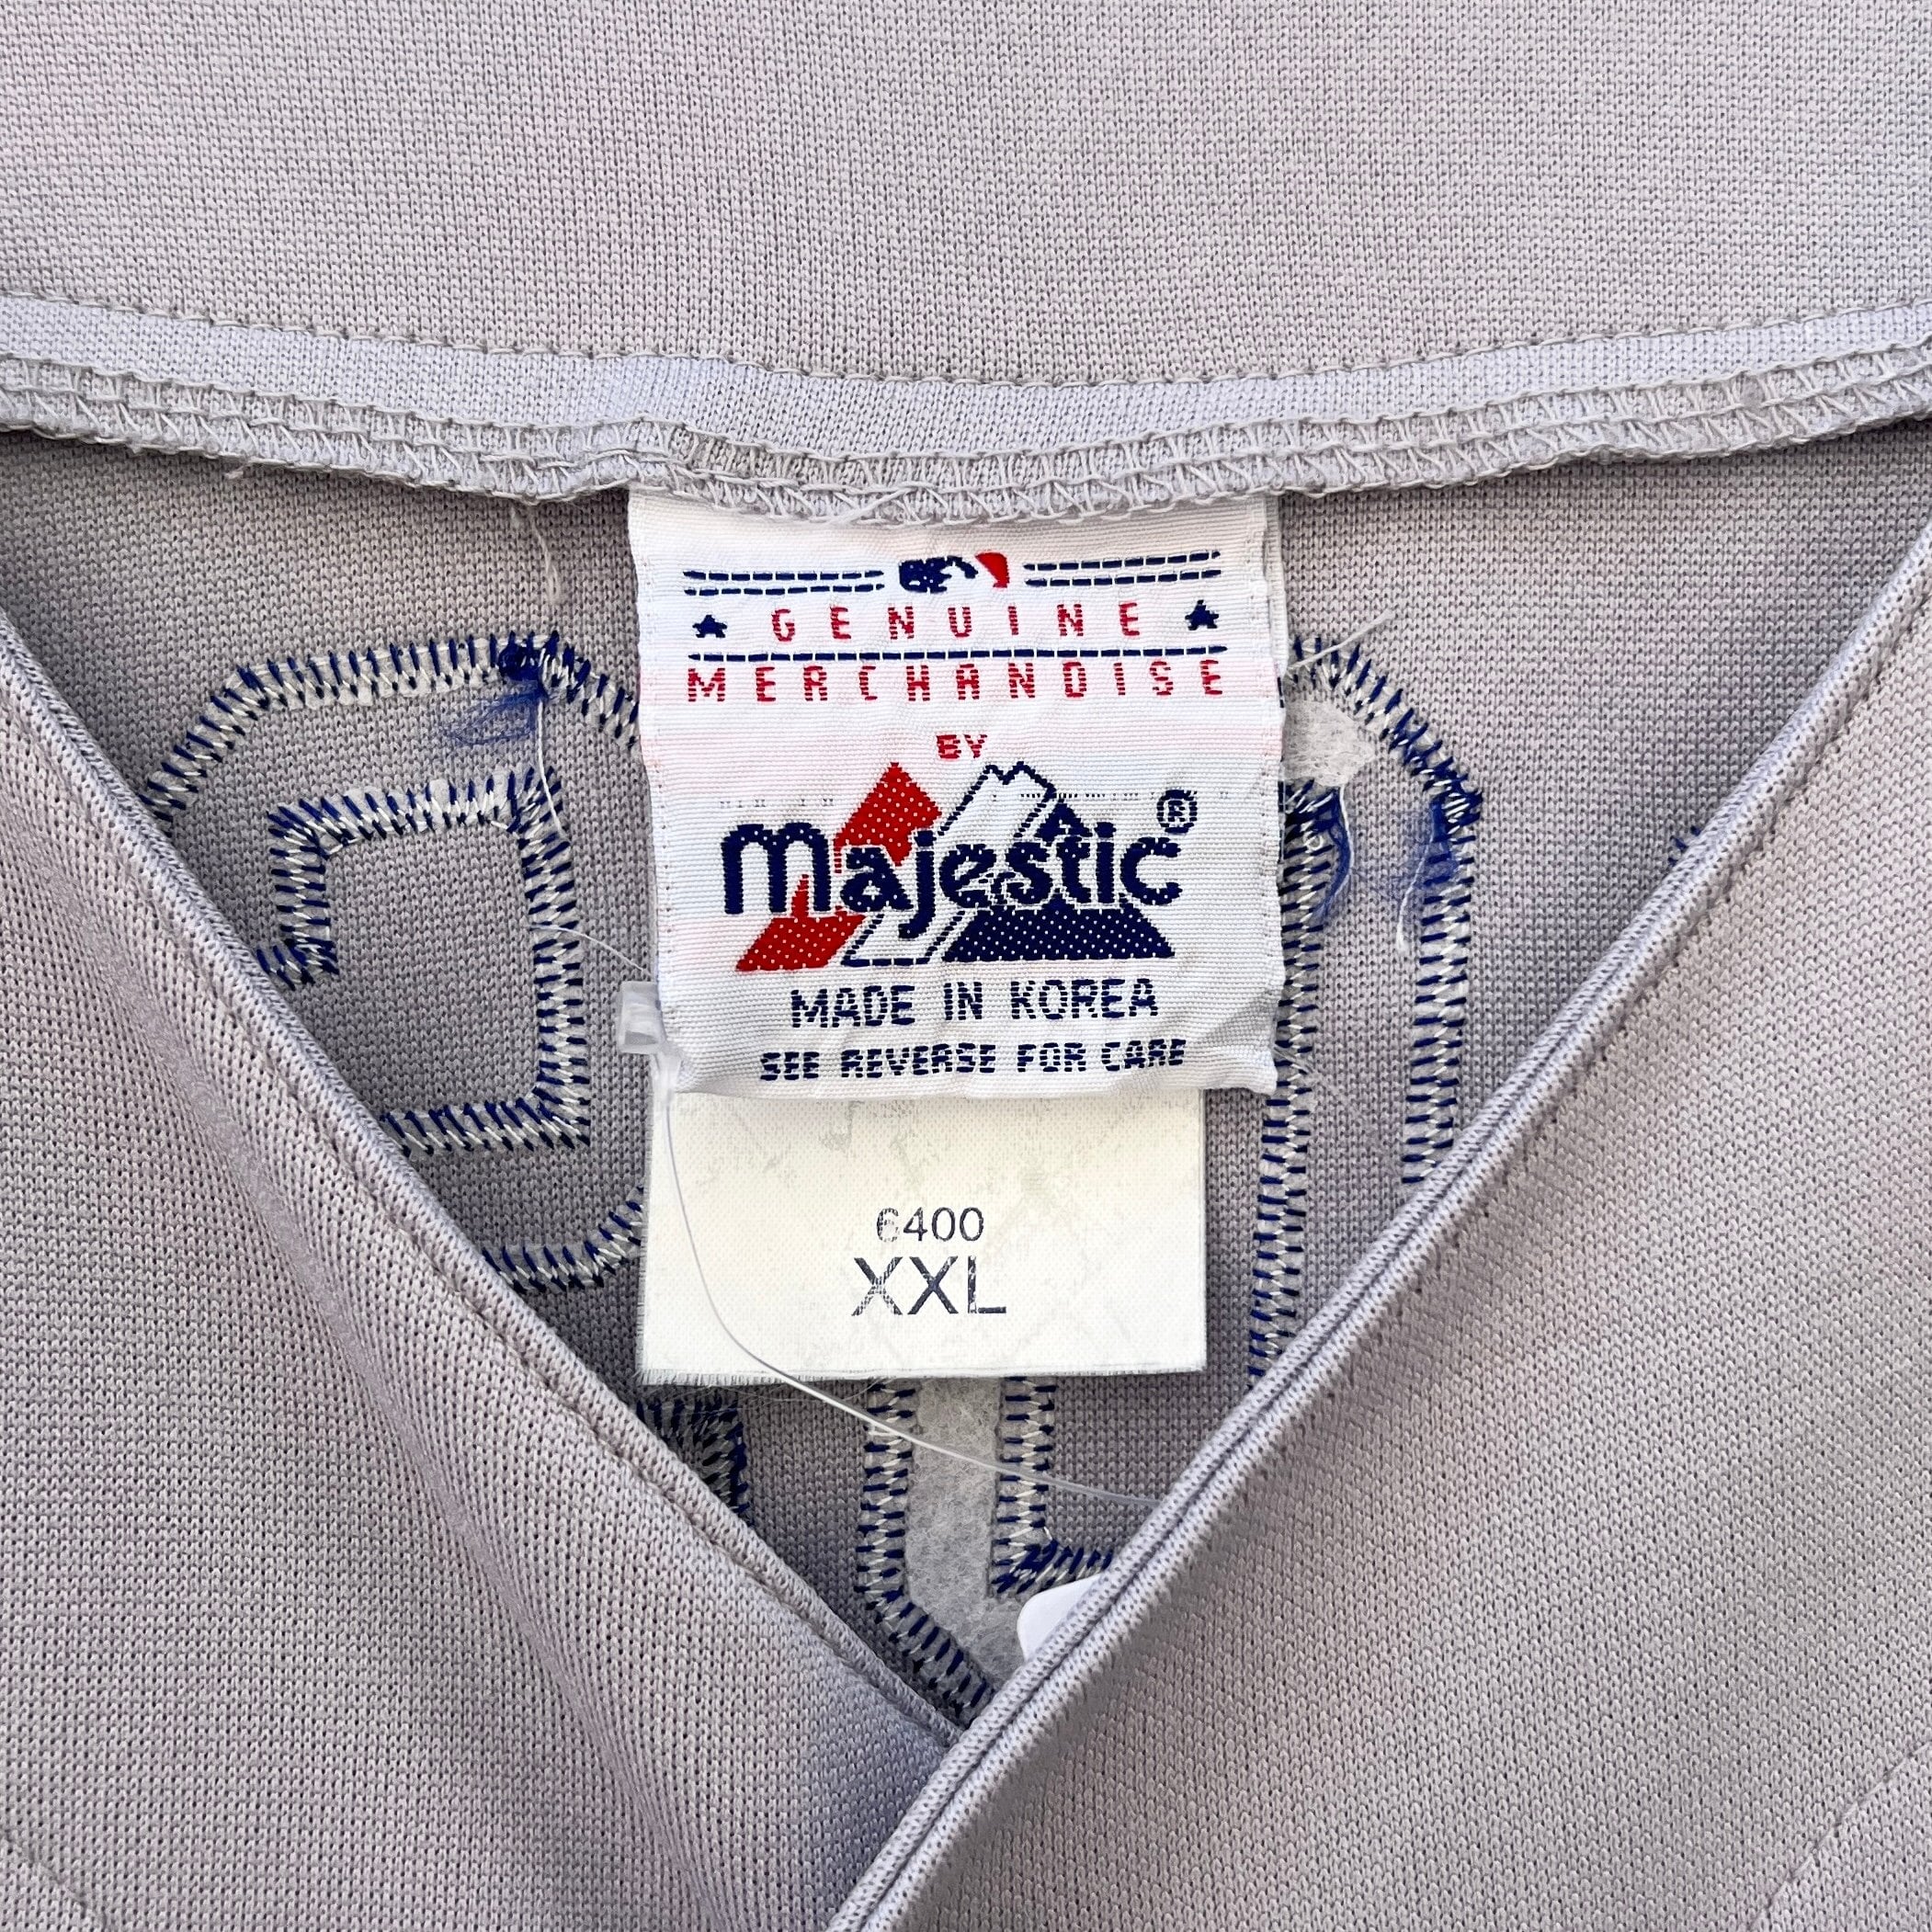 GENUINE
MERCHANDISE
BY
Majestic®
MADE IN KOREA
SEE REVERSE FOR CARE
6400
XXL